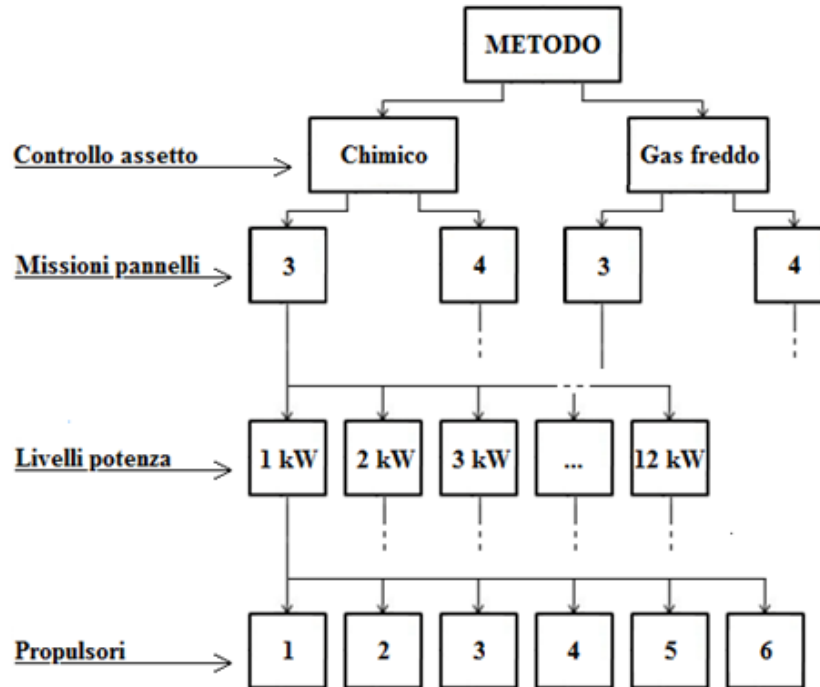 METODO
Controllo assetto
Chimico
Gas freddo
Missioni pannelli
3
4
3
4
Livelli potenza
1 kW
2 kW
3 kW
...
12 kW
Propulsori
1
2
3
4
5
6